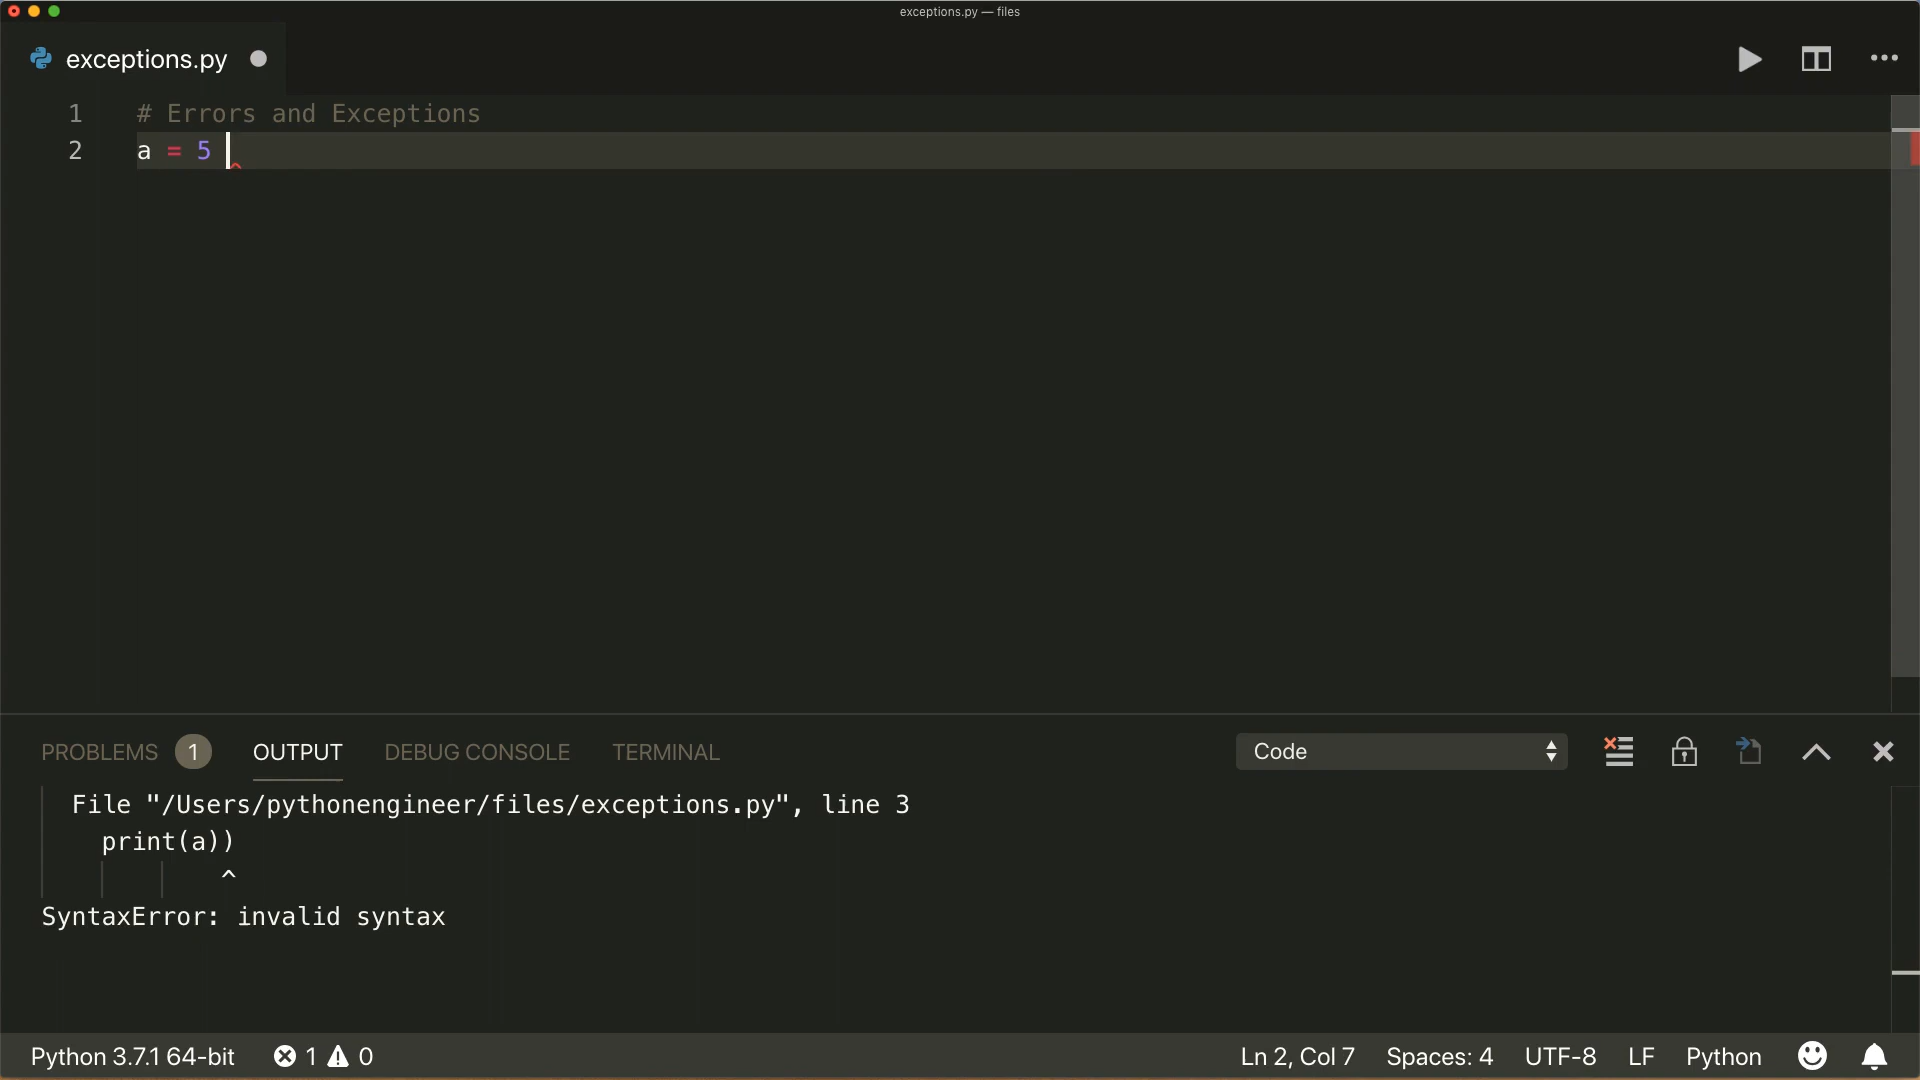 exceptions.py — files
exceptions.py
1 # Errors and Exceptions
2 a = 5
PROBLEMS 1 OUTPUT DEBUG CONSOLE TERMINAL Code
File "/Users/pythonengineer/files/exceptions.py", line 3
print(a))
^
SyntaxError: invalid syntax
Python 3.7.1 64-bit 1 0 Ln 2, Col 7 Spaces: 4 UTF-8 LF Python